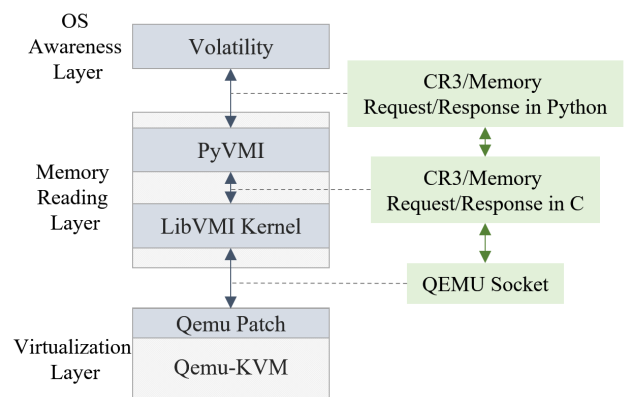 OS
Awareness
Layer
Volatility
CR3/Memory
Request/Response in Python
Memory
Reading
Layer
PyVMI
CR3/Memory
Request/Response in C
LibVMI Kernel
QEMU Socket
Virtualization
Layer
Qemu Patch
Qemu-KVM